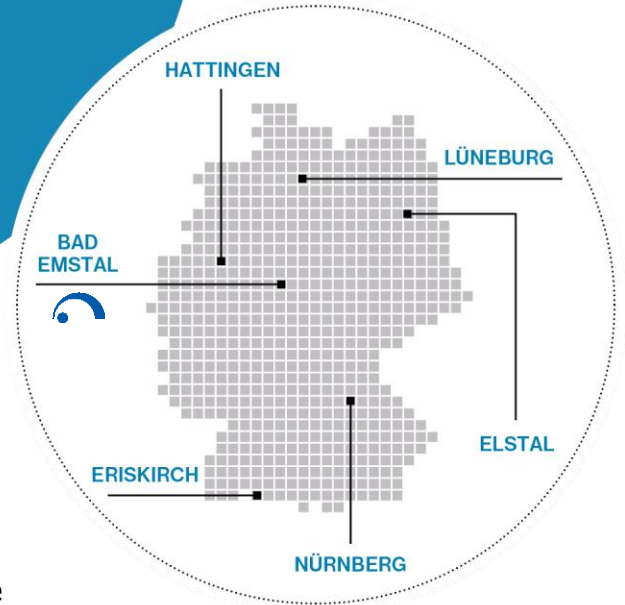 HATTINGEN
LÜNEBURG
BAD
EMSTAL
ELSTAL
ERISKIRCH
NÜRNBERG
e